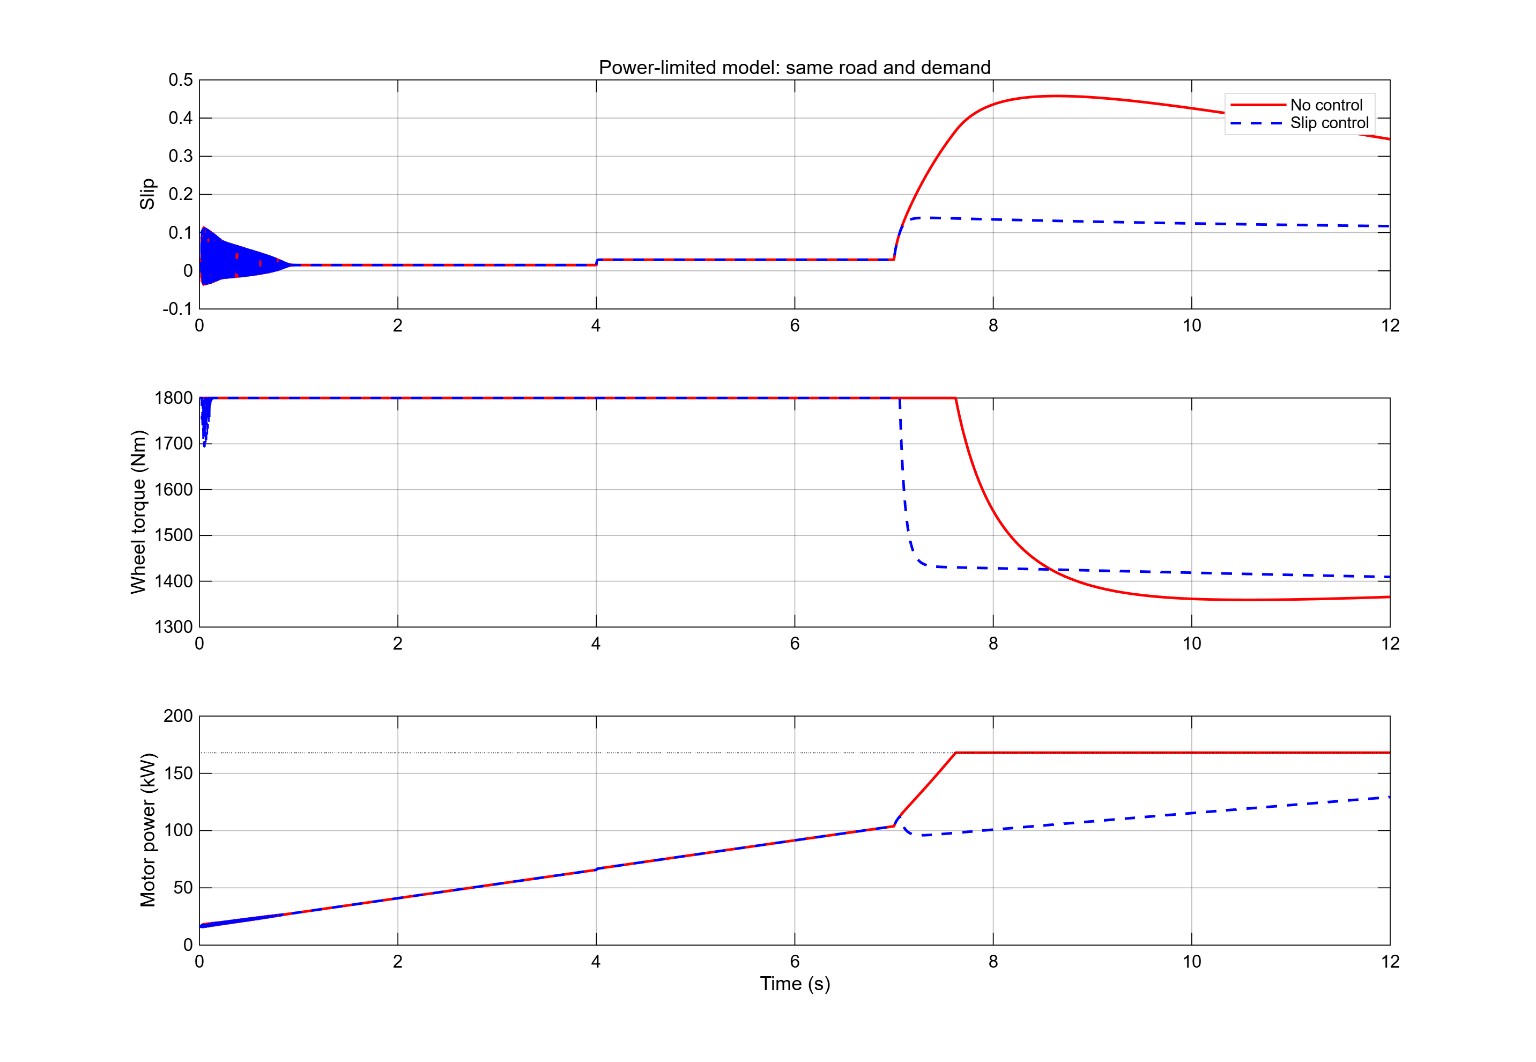 Power-limited model: same road and demand
0.5
0.4
0.3
0.2
0.1
0
-0.1
Slip
No control
Slip control
0 2 4 6 8 10 12
1800
1700
1600
1500
1400
1300
Wheel torque (Nm)
0 2 4 6 8 10 12
200
150
100
50
0
Motor power (kW)
0 2 4 6 8 10 12
Time (s)